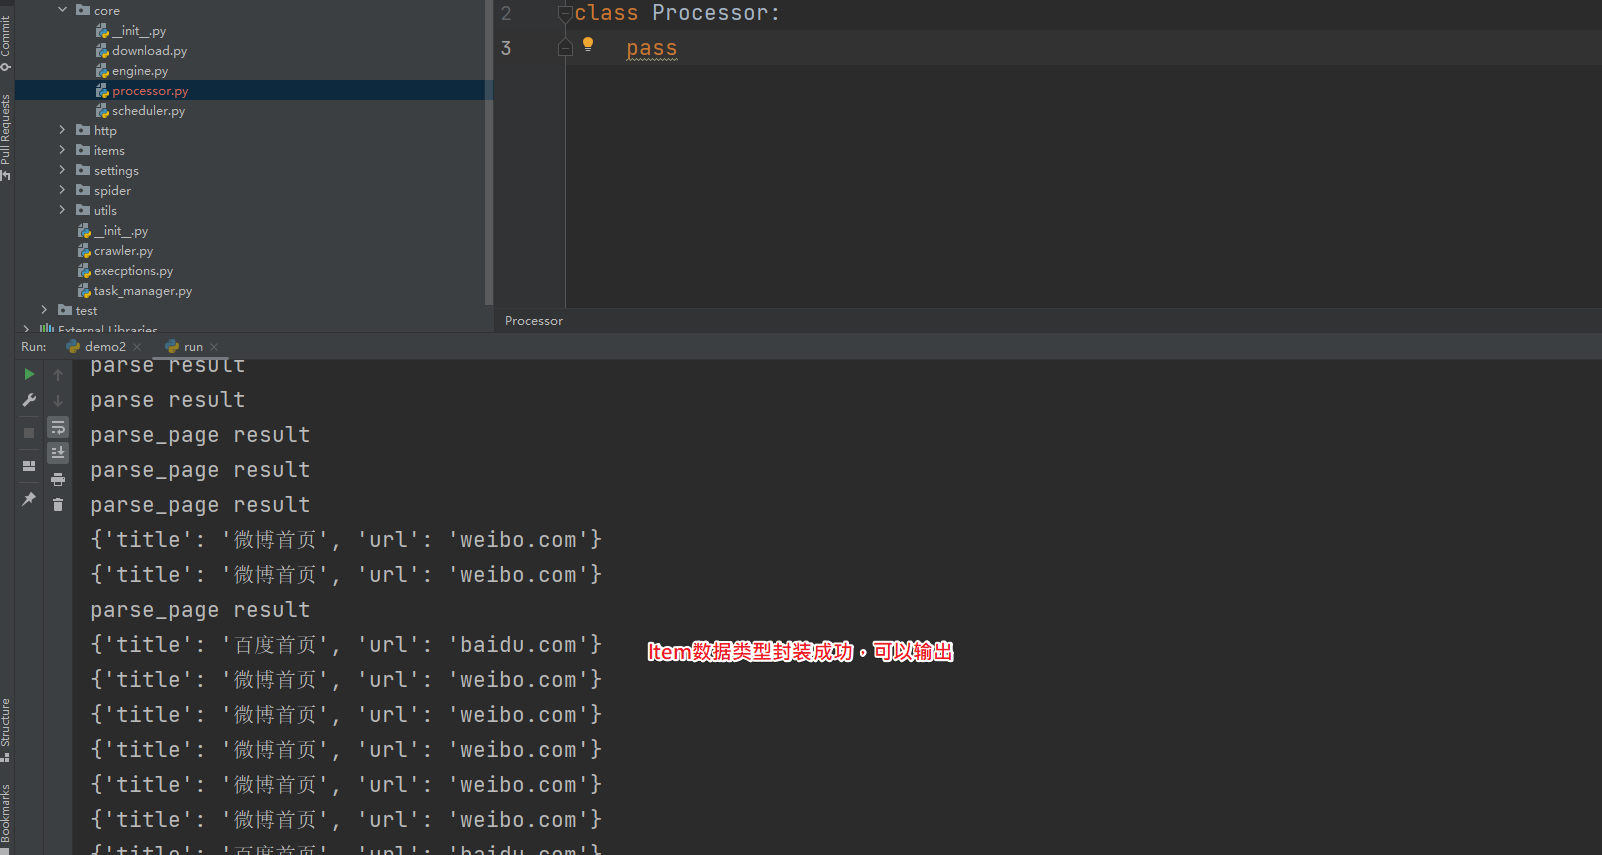 Commit
Pull Requests
core
__init__.py
download.py
engine.py
processor.py
scheduler.py
http
items
settings
spider
utils
__init__.py
crawler.py
execptions.py
task_manager.py
test
External Libraries
2 class Processor:
3 pass
Processor
Run: demo2 run
parse result
parse result
parse_page result
parse_page result
parse_page result
{'title': '微博首页', 'url': 'weibo.com'}
{'title': '微博首页', 'url': 'weibo.com'}
parse_page result
{'title': '百度首页', 'url': 'baidu.com'}
Item数据类型封装成功，可以输出
{'title': '微博首页', 'url': 'weibo.com'}
{'title': '微博首页', 'url': 'weibo.com'}
{'title': '微博首页', 'url': 'weibo.com'}
{'title': '微博首页', 'url': 'weibo.com'}
{'title': '微博首页', 'url': 'weibo.com'}
{'title': '百度首页', 'url': 'baidu.com'}
Structure
Bookmarks